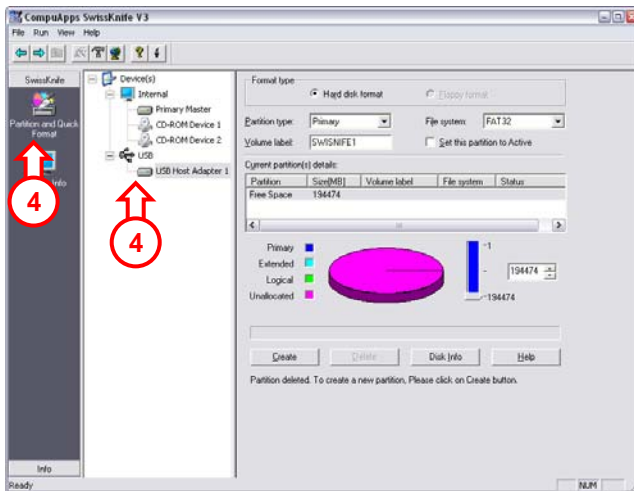 CompuApps SwissKnife V3
File Run View Help
SwissKnife
Partition and Quick
Format
Info
4
Info
Device(s)
Internal
Primary Master
CD-ROM Device 1
CD-ROM Device 2
USB
USB Host Adapter 1
4
Format type
Hard disk format
Floppy format
Partition type: Primary
File system: FAT32
Volume label: SWISNIFE1
Set this partition to Active
Current partition(s) details:
Partition Size[MB] Volume label File system Status
Free Space 194474
Primary
Extended
Logical
Unallocated
-1
-
-194474
194474
Create Delete Disk Info Help
Partition deleted. To create a new partition, Please click on Create button.
Ready
NUM